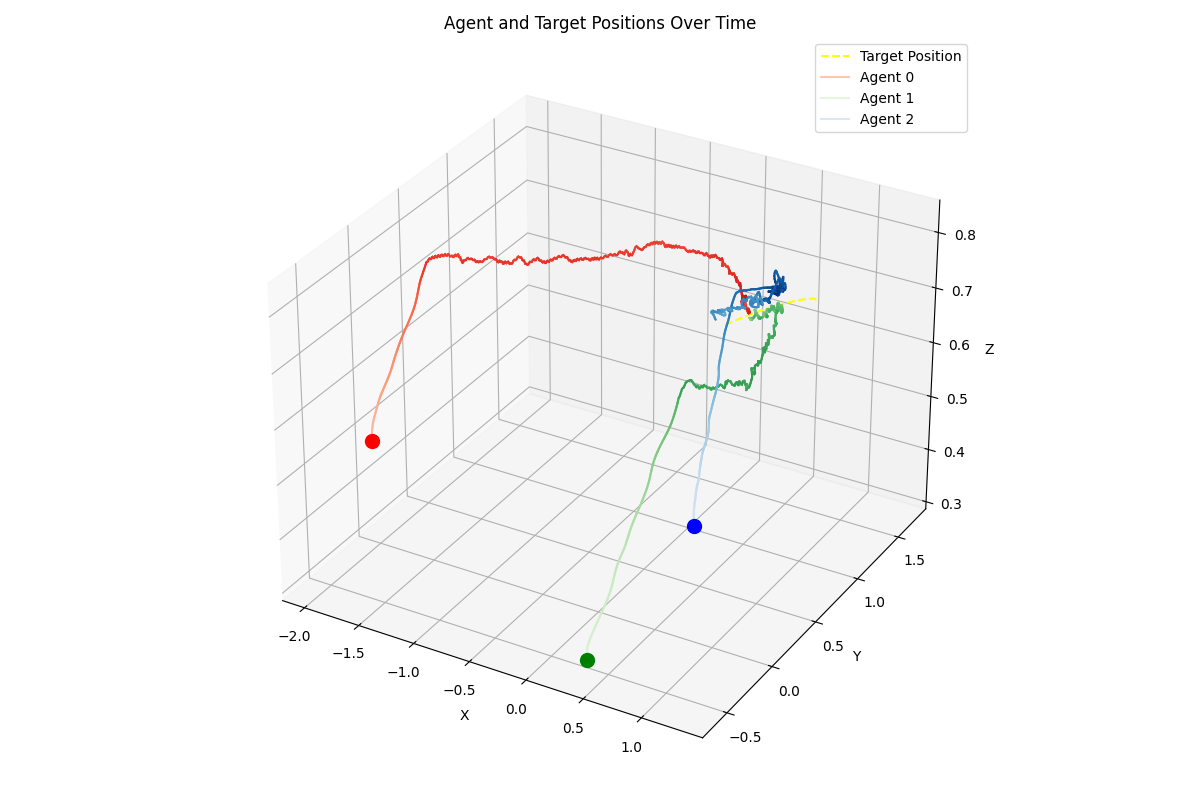 Agent and Target Positions Over Time
Target Position
Agent 0
Agent 1
Agent 2
0.8
0.7
0.6
0.5
0.4
0.3
Z
1.5
1.0
0.5
0.0
−0.5
Y
−2.0
−1.5
−1.0
−0.5
0.0
0.5
1.0
X